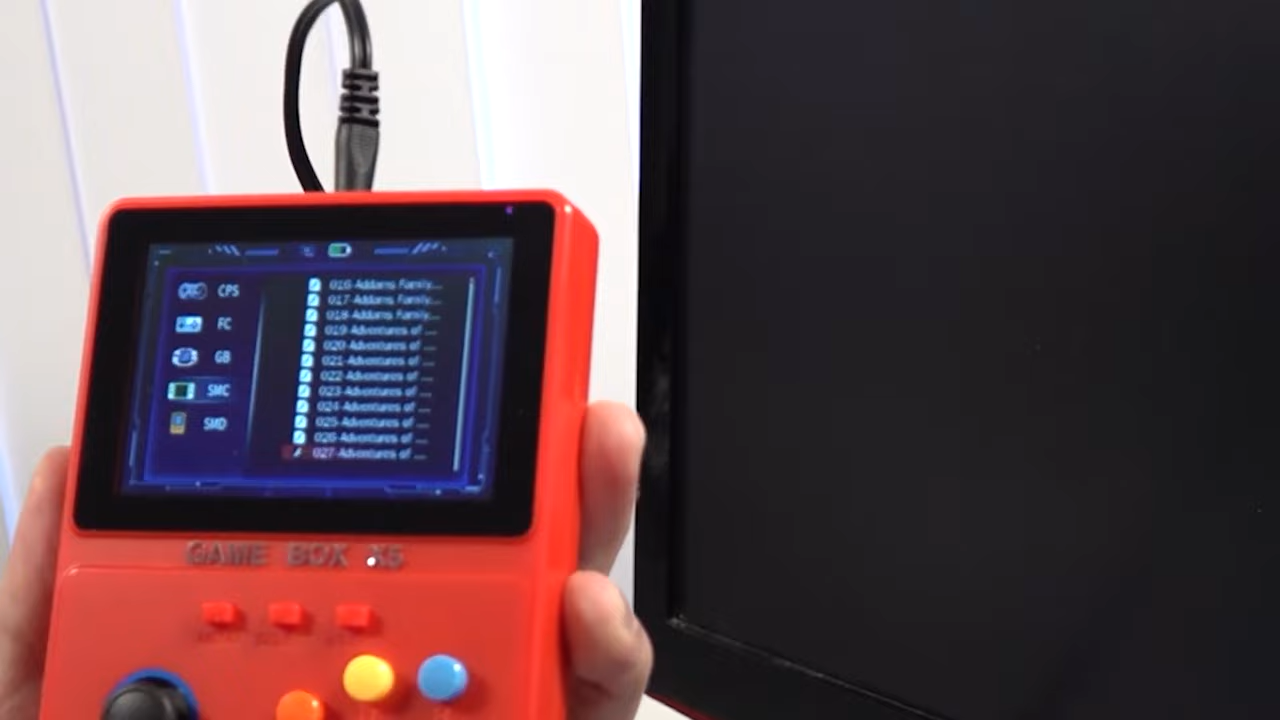 CPS
FC
GB
SMC
SMD
016-Addams Family...
017-Addams Family...
018-Addams Family...
019-Adventures of ...
020-Adventures of ...
021-Adventures of ...
022-Adventures of ...
023-Adventures of ...
024-Adventures of ...
025-Adventures of ...
026-Adventures of ...
027-Adventures of ...
GAME BOX X6